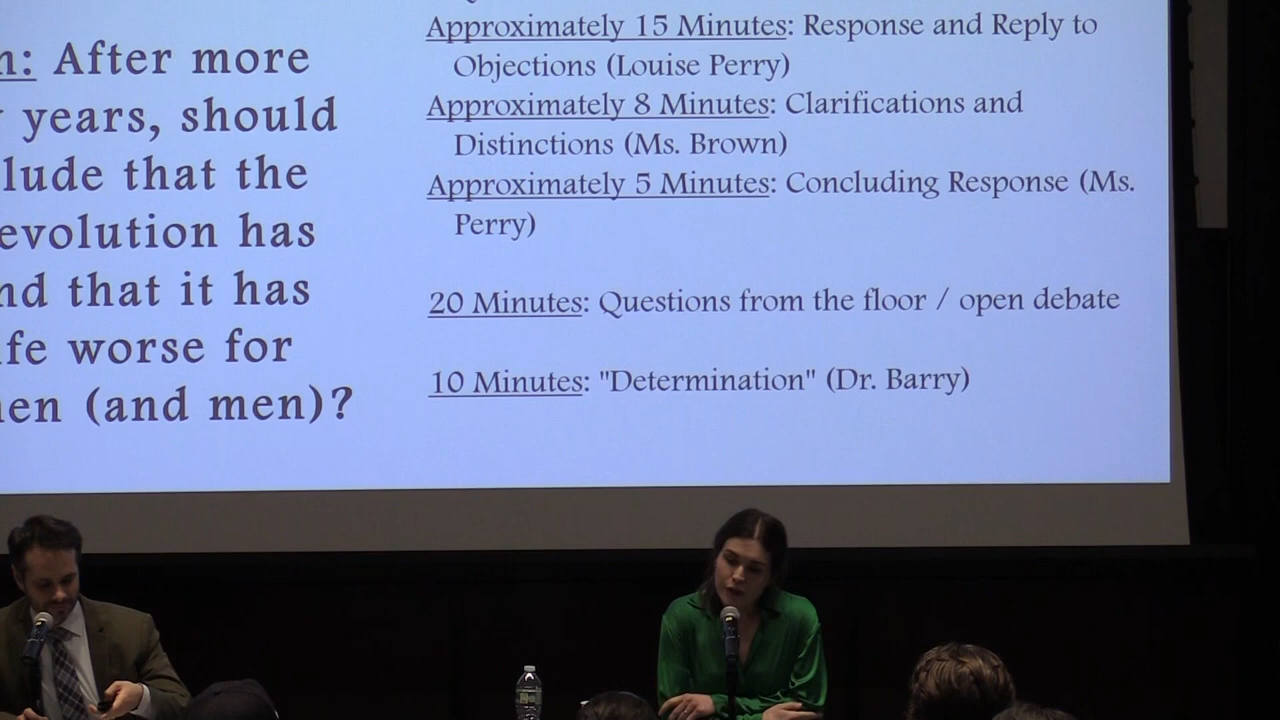 n: After more
years, should
lude that the
evolution has
nd that it has
fe worse for
en (and men)?
Approximately 15 Minutes: Response and Reply to
Objections (Louise Perry)
Approximately 8 Minutes: Clarifications and
Distinctions (Ms. Brown)
Approximately 5 Minutes: Concluding Response (Ms.
Perry)
20 Minutes: Questions from the floor / open debate
10 Minutes: "Determination" (Dr. Barry)